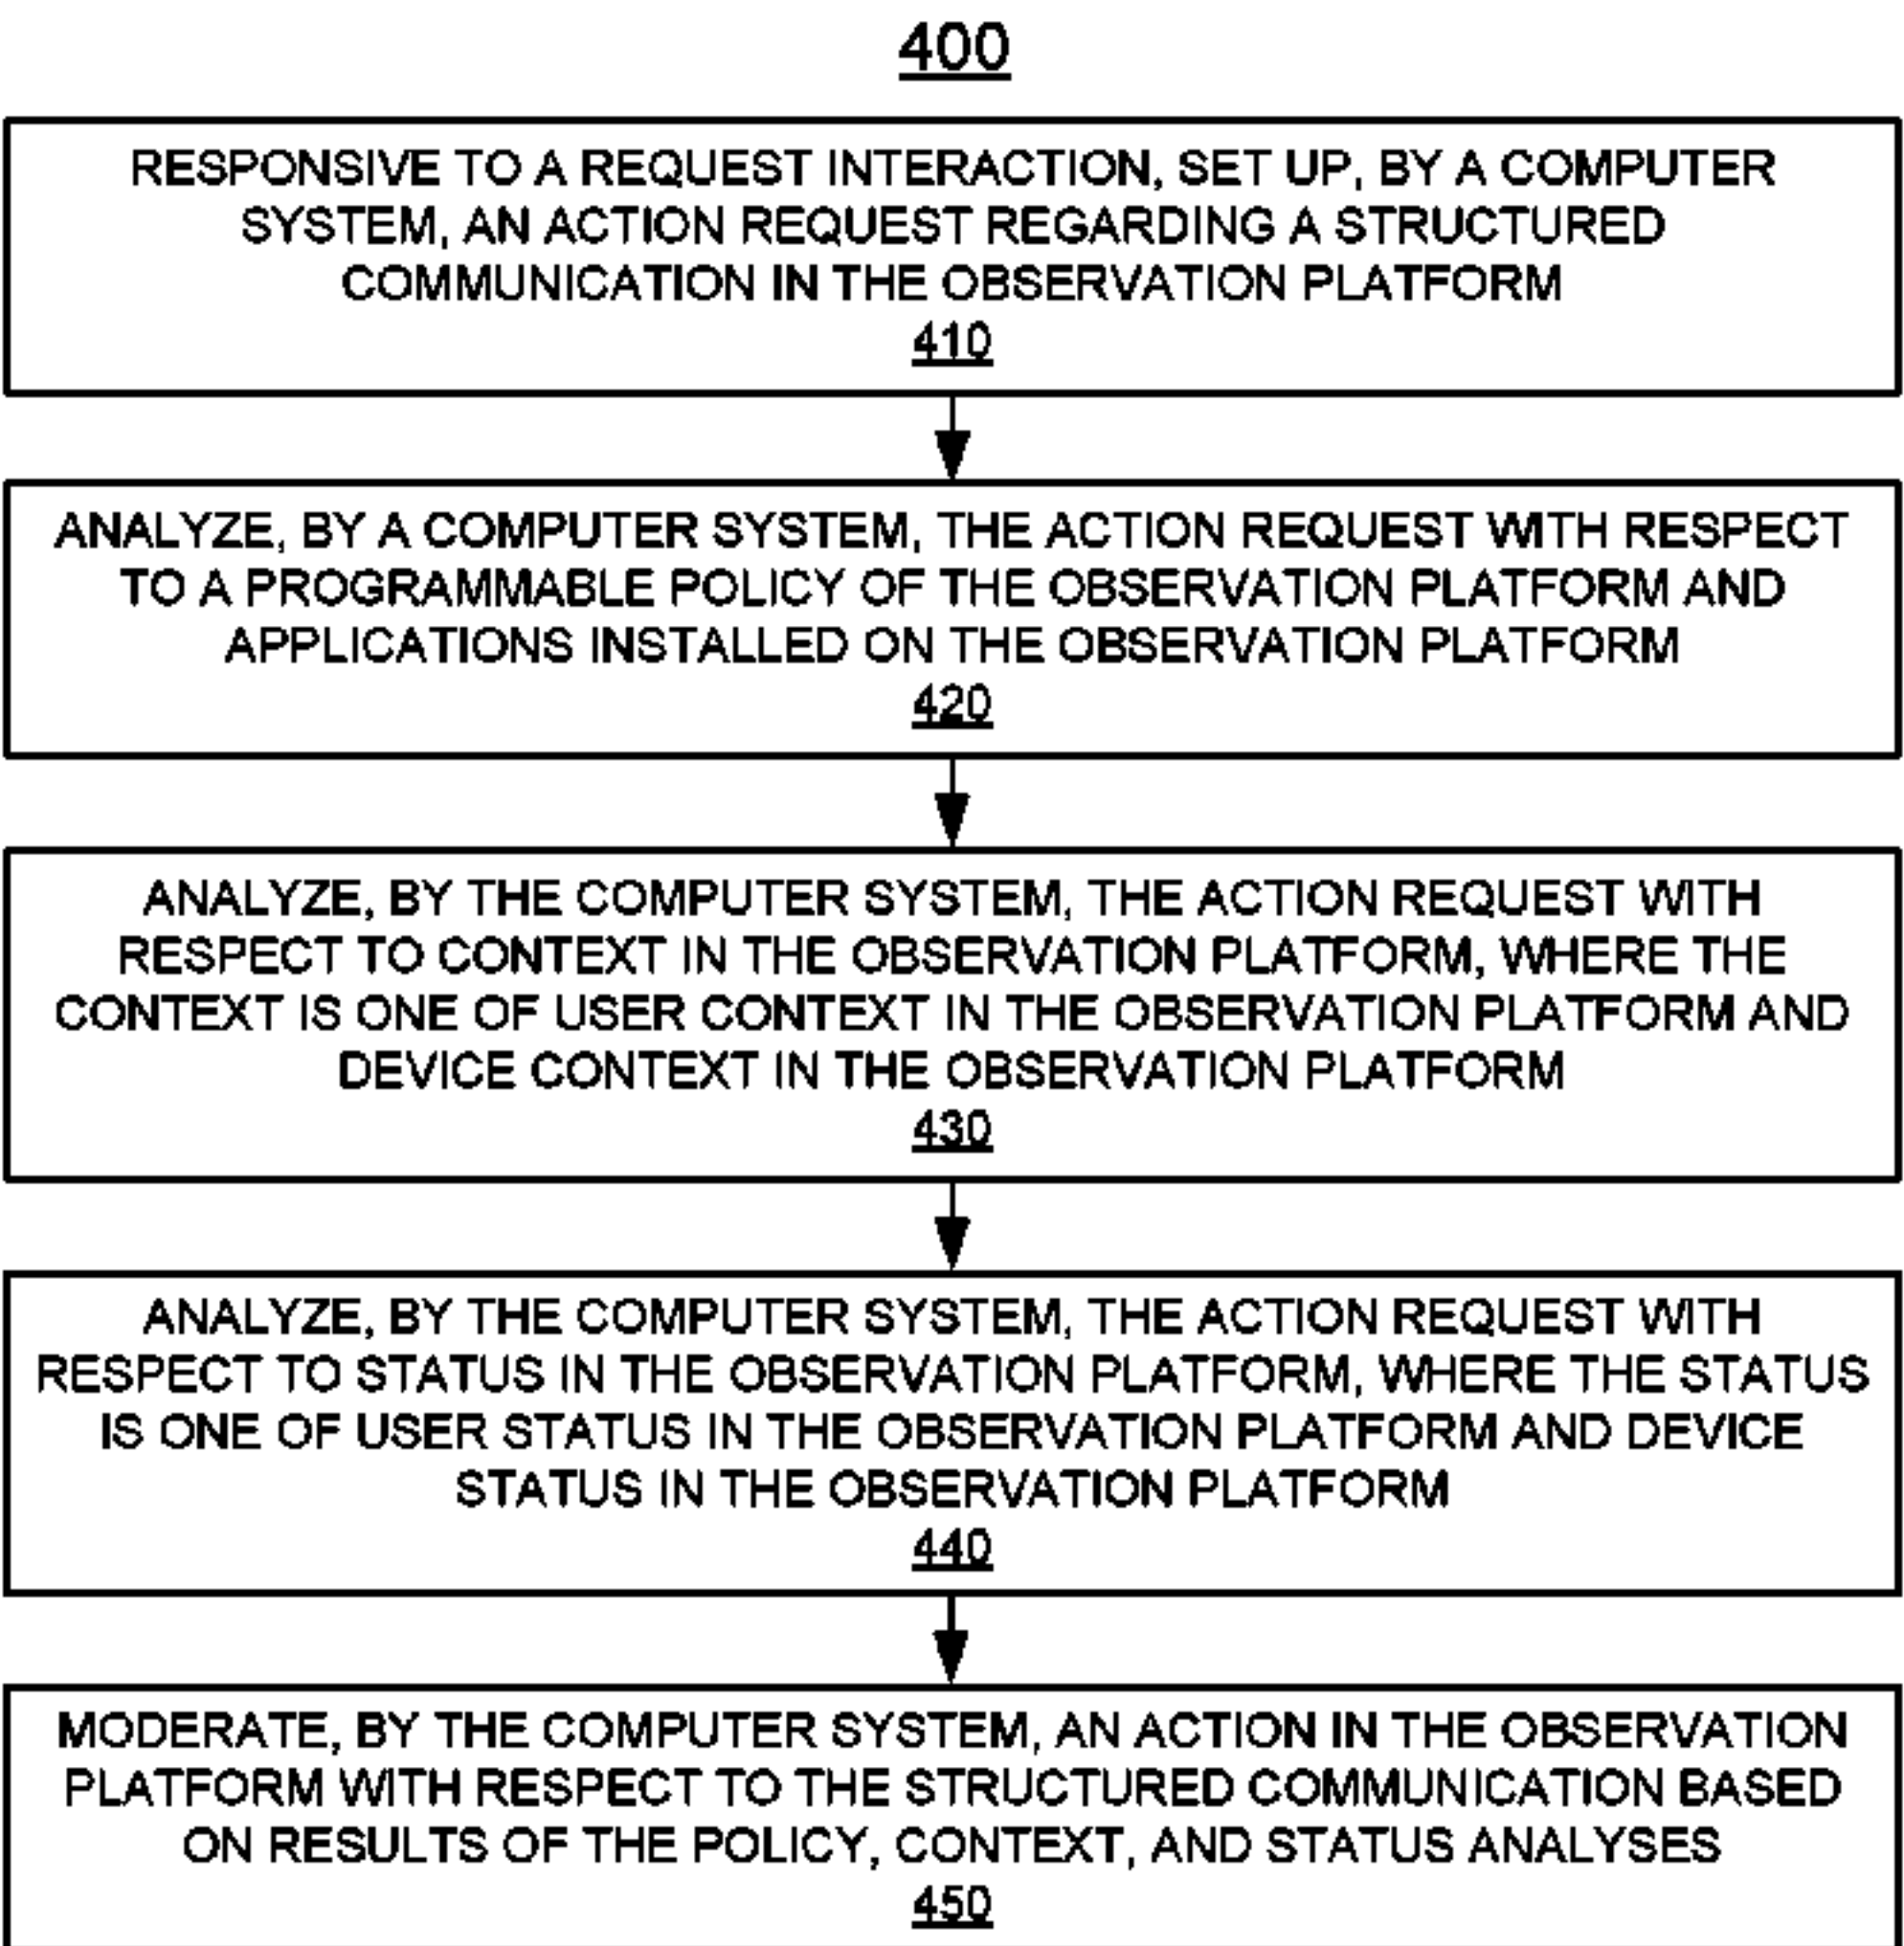 400
RESPONSIVE TO A REQUEST INTERACTION, SET UP, BY A COMPUTER
SYSTEM, AN ACTION REQUEST REGARDING A STRUCTURED
COMMUNICATION IN THE OBSERVATION PLATFORM
410
ANALYZE, BY A COMPUTER SYSTEM, THE ACTION REQUEST WITH RESPECT
TO A PROGRAMMABLE POLICY OF THE OBSERVATION PLATFORM AND
APPLICATIONS INSTALLED ON THE OBSERVATION PLATFORM
420
ANALYZE, BY THE COMPUTER SYSTEM, THE ACTION REQUEST WITH
RESPECT TO CONTEXT IN THE OBSERVATION PLATFORM, WHERE THE
CONTEXT IS ONE OF USER CONTEXT IN THE OBSERVATION PLATFORM AND
DEVICE CONTEXT IN THE OBSERVATION PLATFORM
430
ANALYZE, BY THE COMPUTER SYSTEM, THE ACTION REQUEST WITH
RESPECT TO STATUS IN THE OBSERVATION PLATFORM, WHERE THE STATUS
IS ONE OF USER STATUS IN THE OBSERVATION PLATFORM AND DEVICE
STATUS IN THE OBSERVATION PLATFORM
440
MODERATE, BY THE COMPUTER SYSTEM, AN ACTION IN THE OBSERVATION
PLATFORM WITH RESPECT TO THE STRUCTURED COMMUNICATION BASED
ON RESULTS OF THE POLICY, CONTEXT, AND STATUS ANALYSES
450